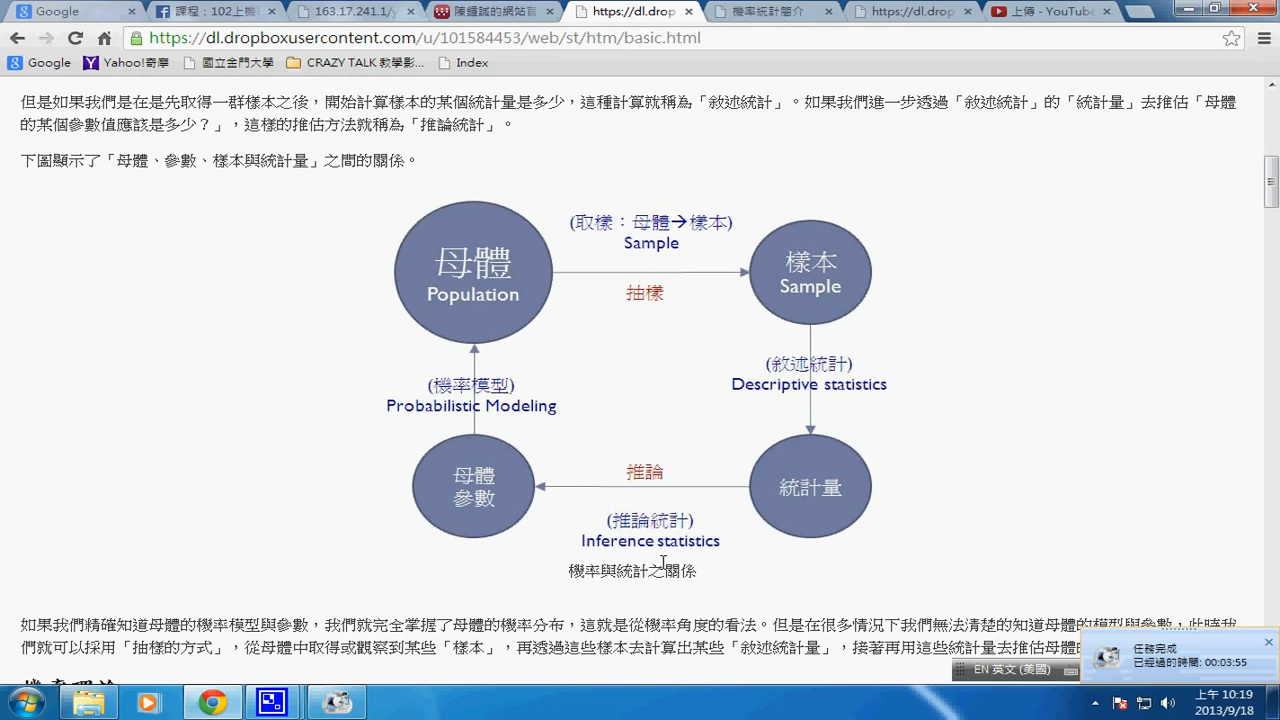 Google
課程：102上機
163.17.241.1/y
陳鍾誠的網站首
https://dl.drop
機率統計簡介
https://dl.drop
上傳 - YouTube
https://dl.dropboxusercontent.com/u/101584453/web/st/htm/basic.html
Google
Yahoo!奇摩
國立金門大學
CRAZY TALK 教學影...
Index
但是如果我們是在是先取得一群樣本之後，開始計算樣本的某個統計量是多少，這種計算就稱為「敘述統計」。如果我們進一步透過「敘述統計」的「統計量」去推估「母體
的某個參數值應該是多少？」，這樣的推估方法就稱為「推論統計」。
下圖顯示了「母體、參數、樣本與統計量」之間的關係。
母體
Population
(取樣：母體→樣本)
Sample
抽樣
樣本
Sample
(敘述統計)
Descriptive statistics
(機率模型)
Probabilistic Modeling
母體
參數
推論
統計量
(推論統計)
Inference statistics
機率與統計之關係
如果我們精確知道母體的機率模型與參數，我們就完全掌握了母體的機率分布，這就是從機率角度的看法。但是在很多情況下我們無法清楚的知道母體的模型與參數，此時我
們就可以採用「抽樣的方式」，從母體中取得或觀察到某些「樣本」，再透過這些樣本去計算出某些「敘述統計量」，接著再用這些統計量去推估母體的
任務完成
已經過的時間: 00:03:55
EN 英文 (美國)
上午 10:19
2013/9/18